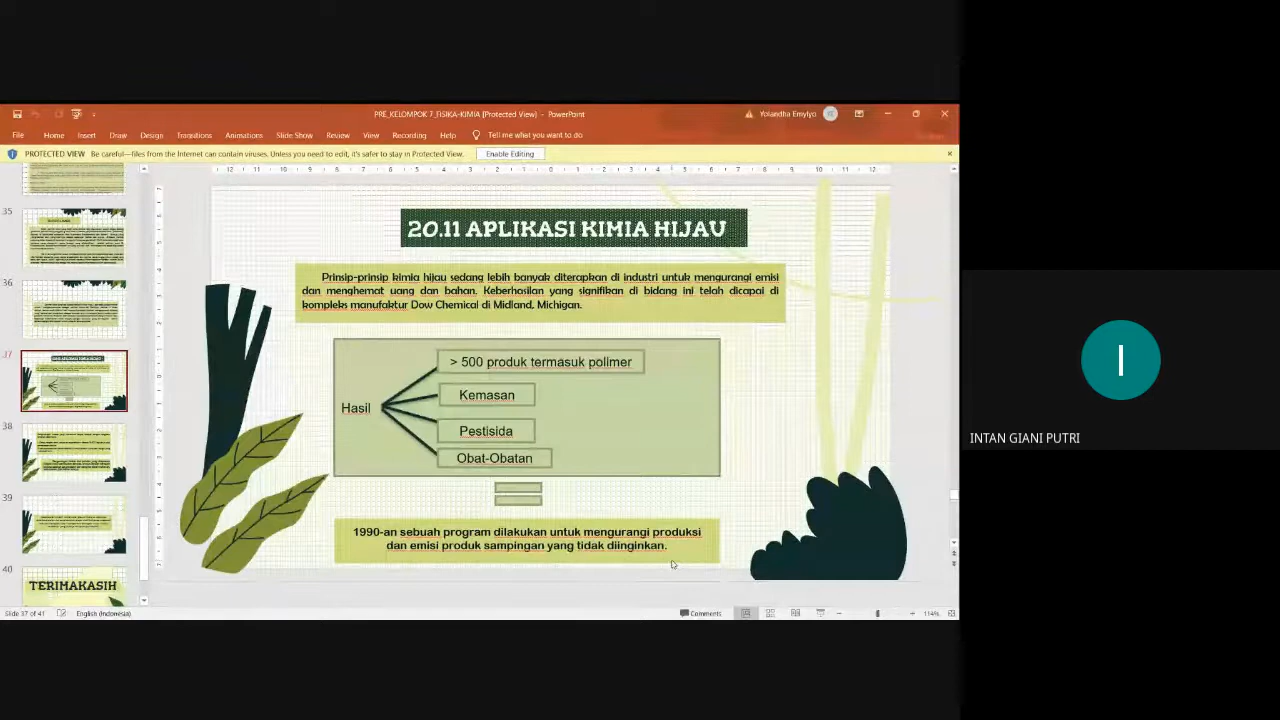 PRE_KELOMPOK 7_FISIKA-KIMIA [Protected View] - PowerPoint
Yolandha Emylyo
File Home Insert Draw Design Transitions Animations Slide Show Review View Recording Help Tell me what you want to do
PROTECTED VIEW Be careful—files from the Internet can contain viruses. Unless you need to edit, it's safer to stay in Protected View. Enable Editing
35
36
37
38
39
40
TERIMAKASIH
20.11 APLIKASI KIMIA HIJAU
Prinsip-prinsip kimia hijau sedang lebih banyak diterapkan di industri untuk mengurangi emisi
dan menghemat uang dan bahan. Keberhosilan yang signifikan di bidang ini telah dicapai di
kompleks manufaktur Dow Chemical di Midland, Michigan.
Hasil
> 500 produk termasuk polimer
Kemasan
Pestisida
Obat-Obatan
1990-an sebuah program dilakukan untuk mengurangi produksi
dan emisi produk sampingan yang tidak diinginkan.
Slide 37 of 41 English (Indonesia) Comments 114%
I
INTAN GIANI PUTRI